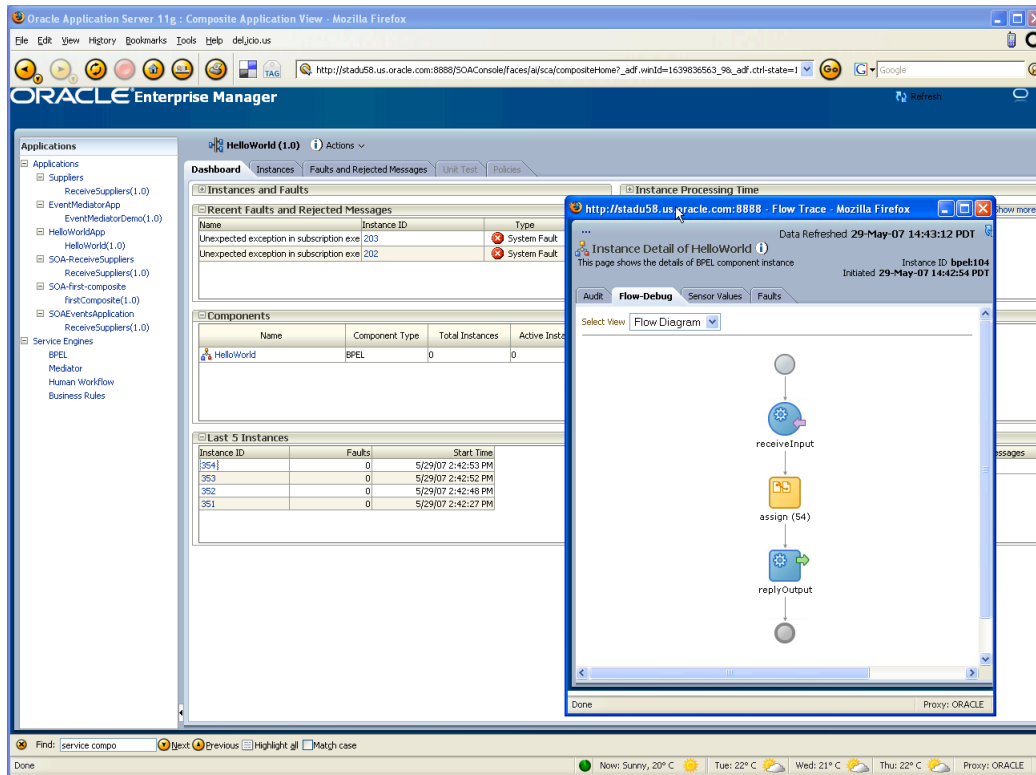 Oracle Application Server 11g : Composite Application View - Mozilla Firefox
File Edit View History Bookmarks Tools Help del.icio.us
TAG http://stadu58.us.oracle.com:8888/SOAConsole/faces/ai/sca/compositeHome?_adf.winId=1639836563_9&_adf.ctrl-state=1 Go G Google
ORACLE Enterprise Manager
Refresh
Applications
Applications
Suppliers
ReceiveSuppliers(1.0)
EventMediatorApp
EventMediatorDemo(1.0)
HelloWorldApp
HelloWorld(1.0)
SOA-ReceiveSuppliers
ReceiveSuppliers(1.0)
SOA-first-composite
firstComposite(1.0)
SOAEventsApplication
ReceiveSuppliers(1.0)
Service Engines
BPEL
Mediator
Human Workflow
Business Rules
HelloWorld (1.0) i Actions
Dashboard Instances Faults and Rejected Messages Unit Test Policies
Instances and Faults
Instance Processing Time
Recent Faults and Rejected Messages
Show more
Name Instance ID Type
Unexpected exception in subscription exe 203 System Fault
Unexpected exception in subscription exe 202 System Fault
Components
Name Component Type Total Instances Active Insta
HelloWorld BPEL 0 0
Last 5 Instances
Instance ID Faults Start Time
354 0 5/29/07 2:42:53 PM
353 0 5/29/07 2:42:52 PM
352 0 5/29/07 2:42:48 PM
351 0 5/29/07 2:42:27 PM
essages
http://stadu58.us.oracle.com:8888 - Flow Trace - Mozilla Firefox
... Data Refreshed 29-May-07 14:43:12 PDT
Instance Detail of HelloWorld i
This page shows the details of BPEL component instance Instance ID bpel:104
Initiated 29-May-07 14:42:54 PDT
Audit Flow-Debug Sensor Values Faults
Select View Flow Diagram
receiveInput
assign (54)
replyOutput
Done Proxy: ORACLE
Find: service compo Next Previous Highlight all Match case
Done Now: Sunny, 20° C Tue: 22° C Wed: 21° C Thu: 22° C Proxy: ORACLE